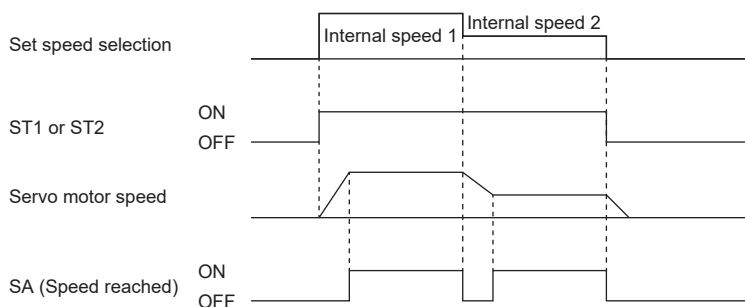 Set speed selection
Internal speed 1
Internal speed 2
ST1 or ST2
ON
OFF
Servo motor speed
SA (Speed reached)
ON
OFF